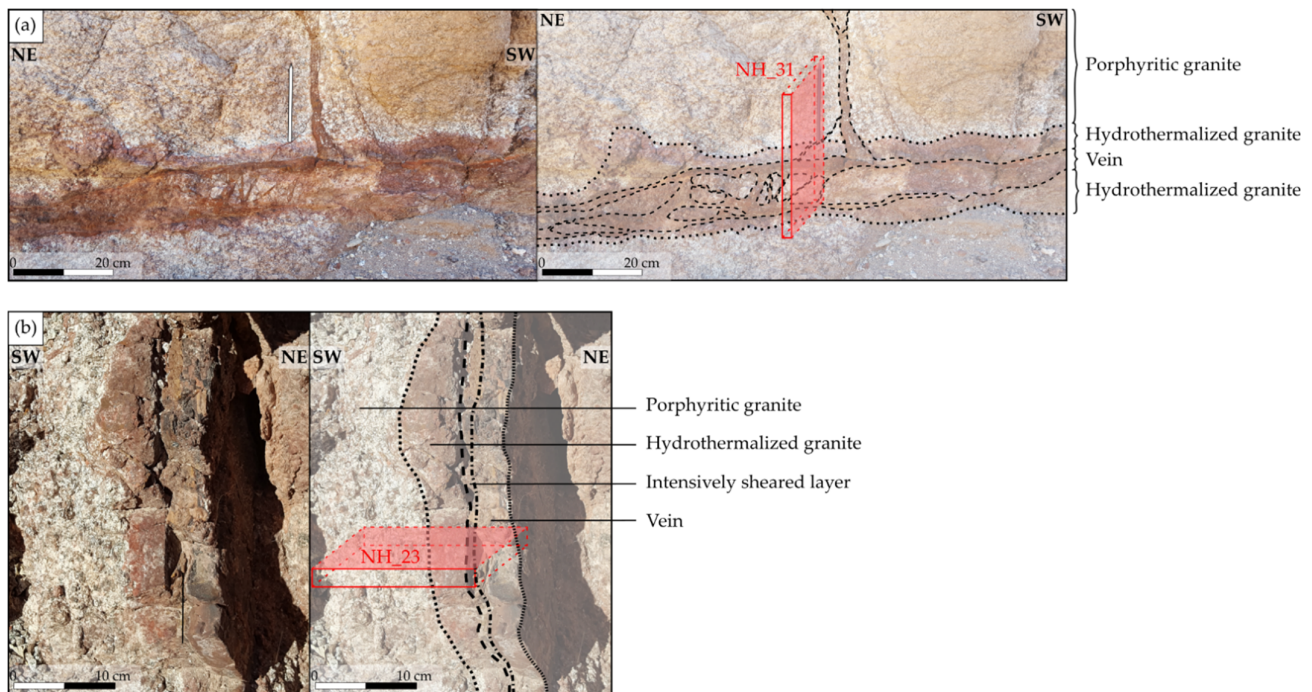 (a)
NE
SW
0
20 cm
NE
SW
NH_31
0
20 cm
Porphyritic granite
Hydrothermalized granite
Vein
Hydrothermalized granite
(b)
SW
NE
0
10 cm
SW
NE
NH_23
0
10 cm
Porphyritic granite
Hydrothermalized granite
Intensively sheared layer
Vein